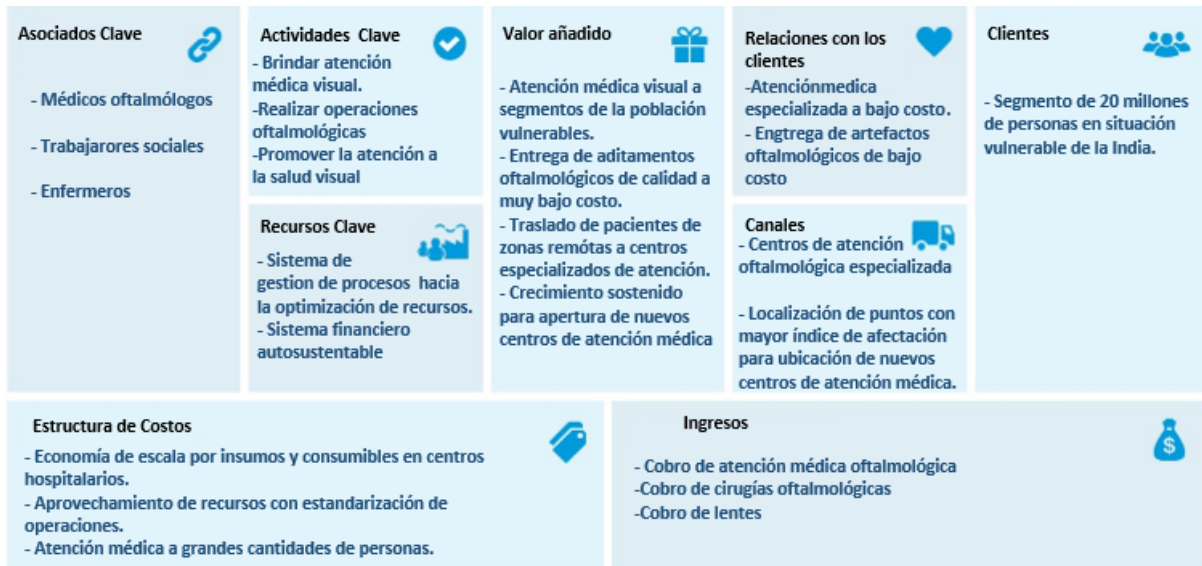 Asociados Clave
- Médicos oftalmólogos
- Trabajarores sociales
- Enfermeros
Actividades Clave
- Brindar atención
médica visual.
-Realizar operaciones
oftalmológicas
-Promover la atención a
la salud visual
Recursos Clave
- Sistema de
gestion de procesos hacia
la optimización de recursos.
- Sistema financiero
autosustentable
Valor añadido
- Atención médica visual a
segmentos de la población
vulnerables.
- Entrega de aditamentos
oftalmológicos de calidad a
muy bajo costo.
- Traslado de pacientes de
zonas remótas a centros
especializados de atención.
- Crecimiento sostenido
para apertura de nuevos
centros de atención médica
Relaciones con los
clientes
-Atenciónmedica
especializada a bajo costo.
- Engtrega de artefactos
oftalmológicos de bajo
costo
Canales
- Centros de atención
oftalmológica especializada
- Localización de puntos con
mayor índice de afectación
para ubicación de nuevos
centros de atención médica.
Clientes
- Segmento de 20 millones
de personas en situación
vulnerable de la India.
Estructura de Costos
- Economía de escala por insumos y consumibles en centros
hospitalarios.
- Aprovechamiento de recursos con estandarización de
operaciones.
- Atención médica a grandes cantidades de personas.
Ingresos
- Cobro de atención médica oftalmológica
-Cobro de cirugías oftalmológicas
-Cobro de lentes
$